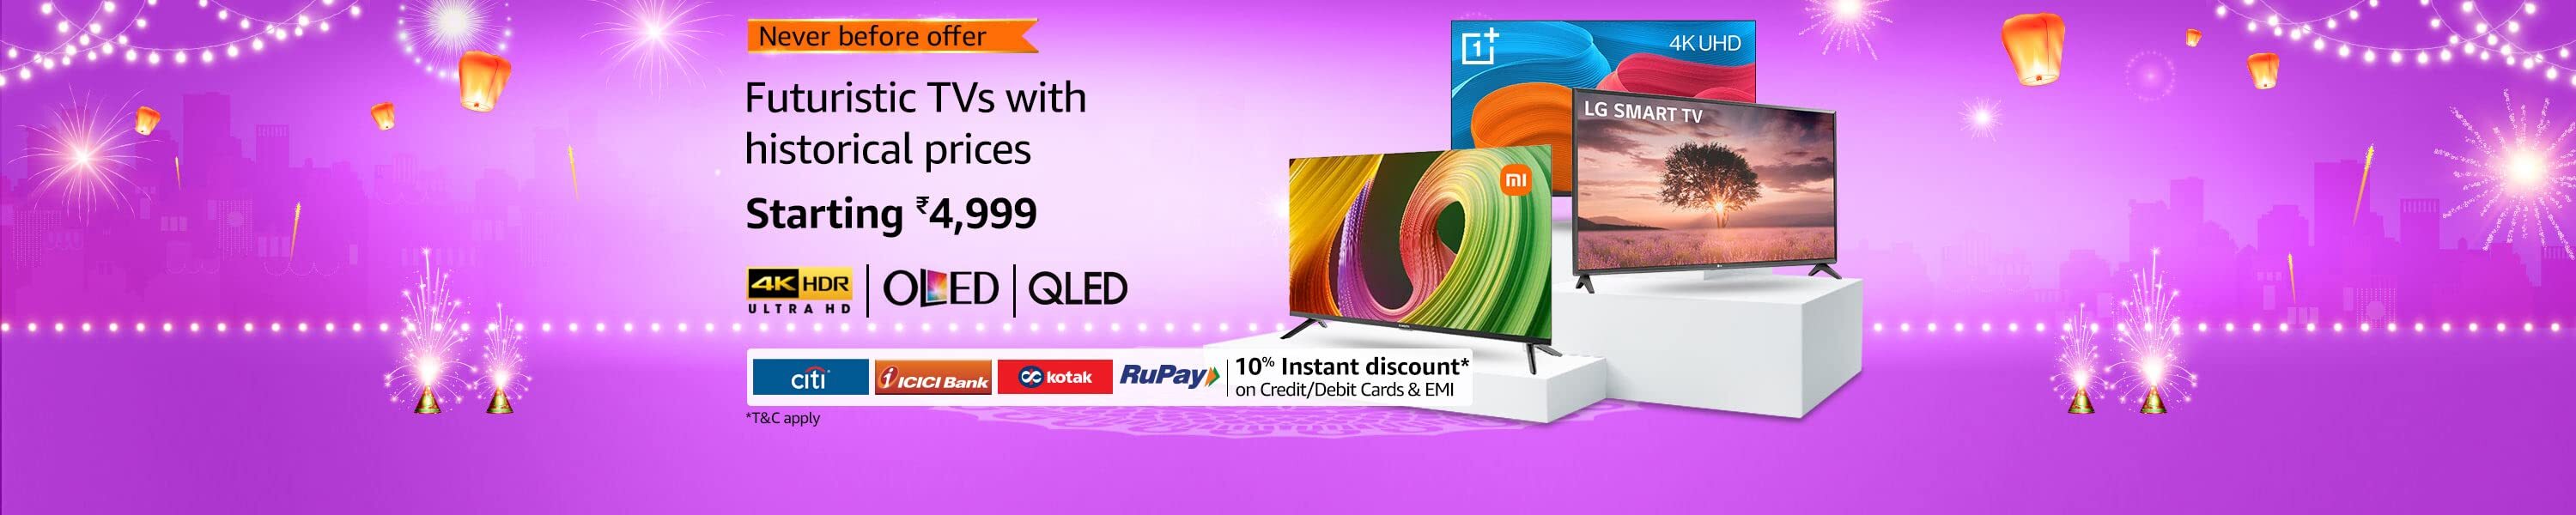 Never before offer
Futuristic TVs with
historical prices
Starting ₹4,999
4K HDR
ULTRA HD
OLED
QLED
citi
ICICI Bank
kotak
RuPay
10% Instant discount*
on Credit/Debit Cards & EMI
*T&C apply
1+
4K UHD
LG SMART TV
mi